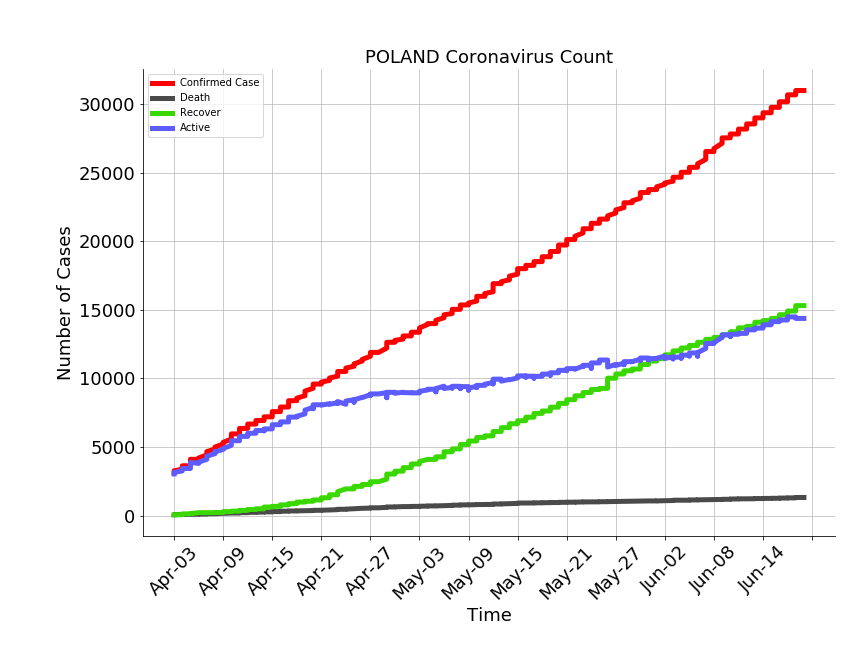 POLAND Coronavirus Count
Confirmed Case
Death
Recover
Active
Number of Cases
30000
25000
20000
15000
10000
5000
0
Apr-03
Apr-09
Apr-15
Apr-21
Apr-27
May-03
May-09
May-15
May-21
May-27
Jun-02
Jun-08
Jun-14
Time